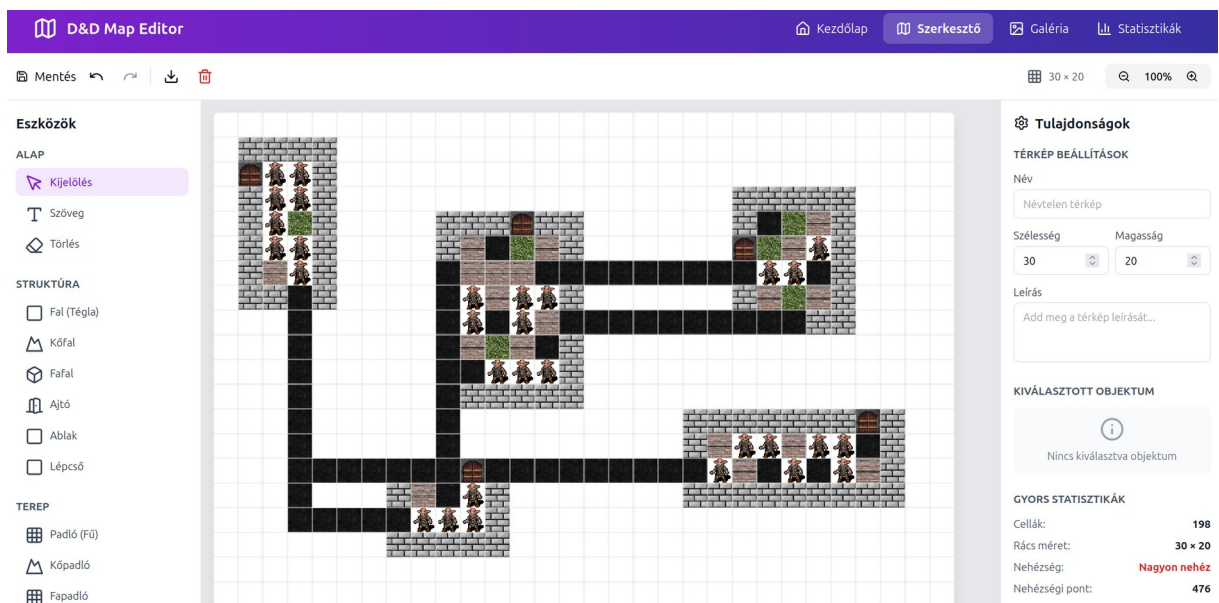 D&D Map Editor
Kezdőlap
Szerkesztő
Galéria
Statisztikák
Mentés
30 × 20
100%
Eszközök
ALAP
Kijelölés
Szöveg
Törlés
STRUKTÚRA
Fal (Tégla)
Kőfal
Fafal
Ajtó
Ablak
Lépcső
TEREP
Padló (Fű)
Kőpadló
Fapadló
Tulajdonságok
TÉRKÉP BEÁLLÍTÁSOK
Név
Névtelen térkép
Szélesség Magasság
30 20
Leírás
Add meg a térkép leírását...
KIVÁLASZTOTT OBJEKTUM
Nincs kiválasztva objektum
GYORS STATISZTIKÁK
Cellák: 198
Rács méret: 30 × 20
Nehézség: Nagyon nehéz
Nehézségi pont: 476